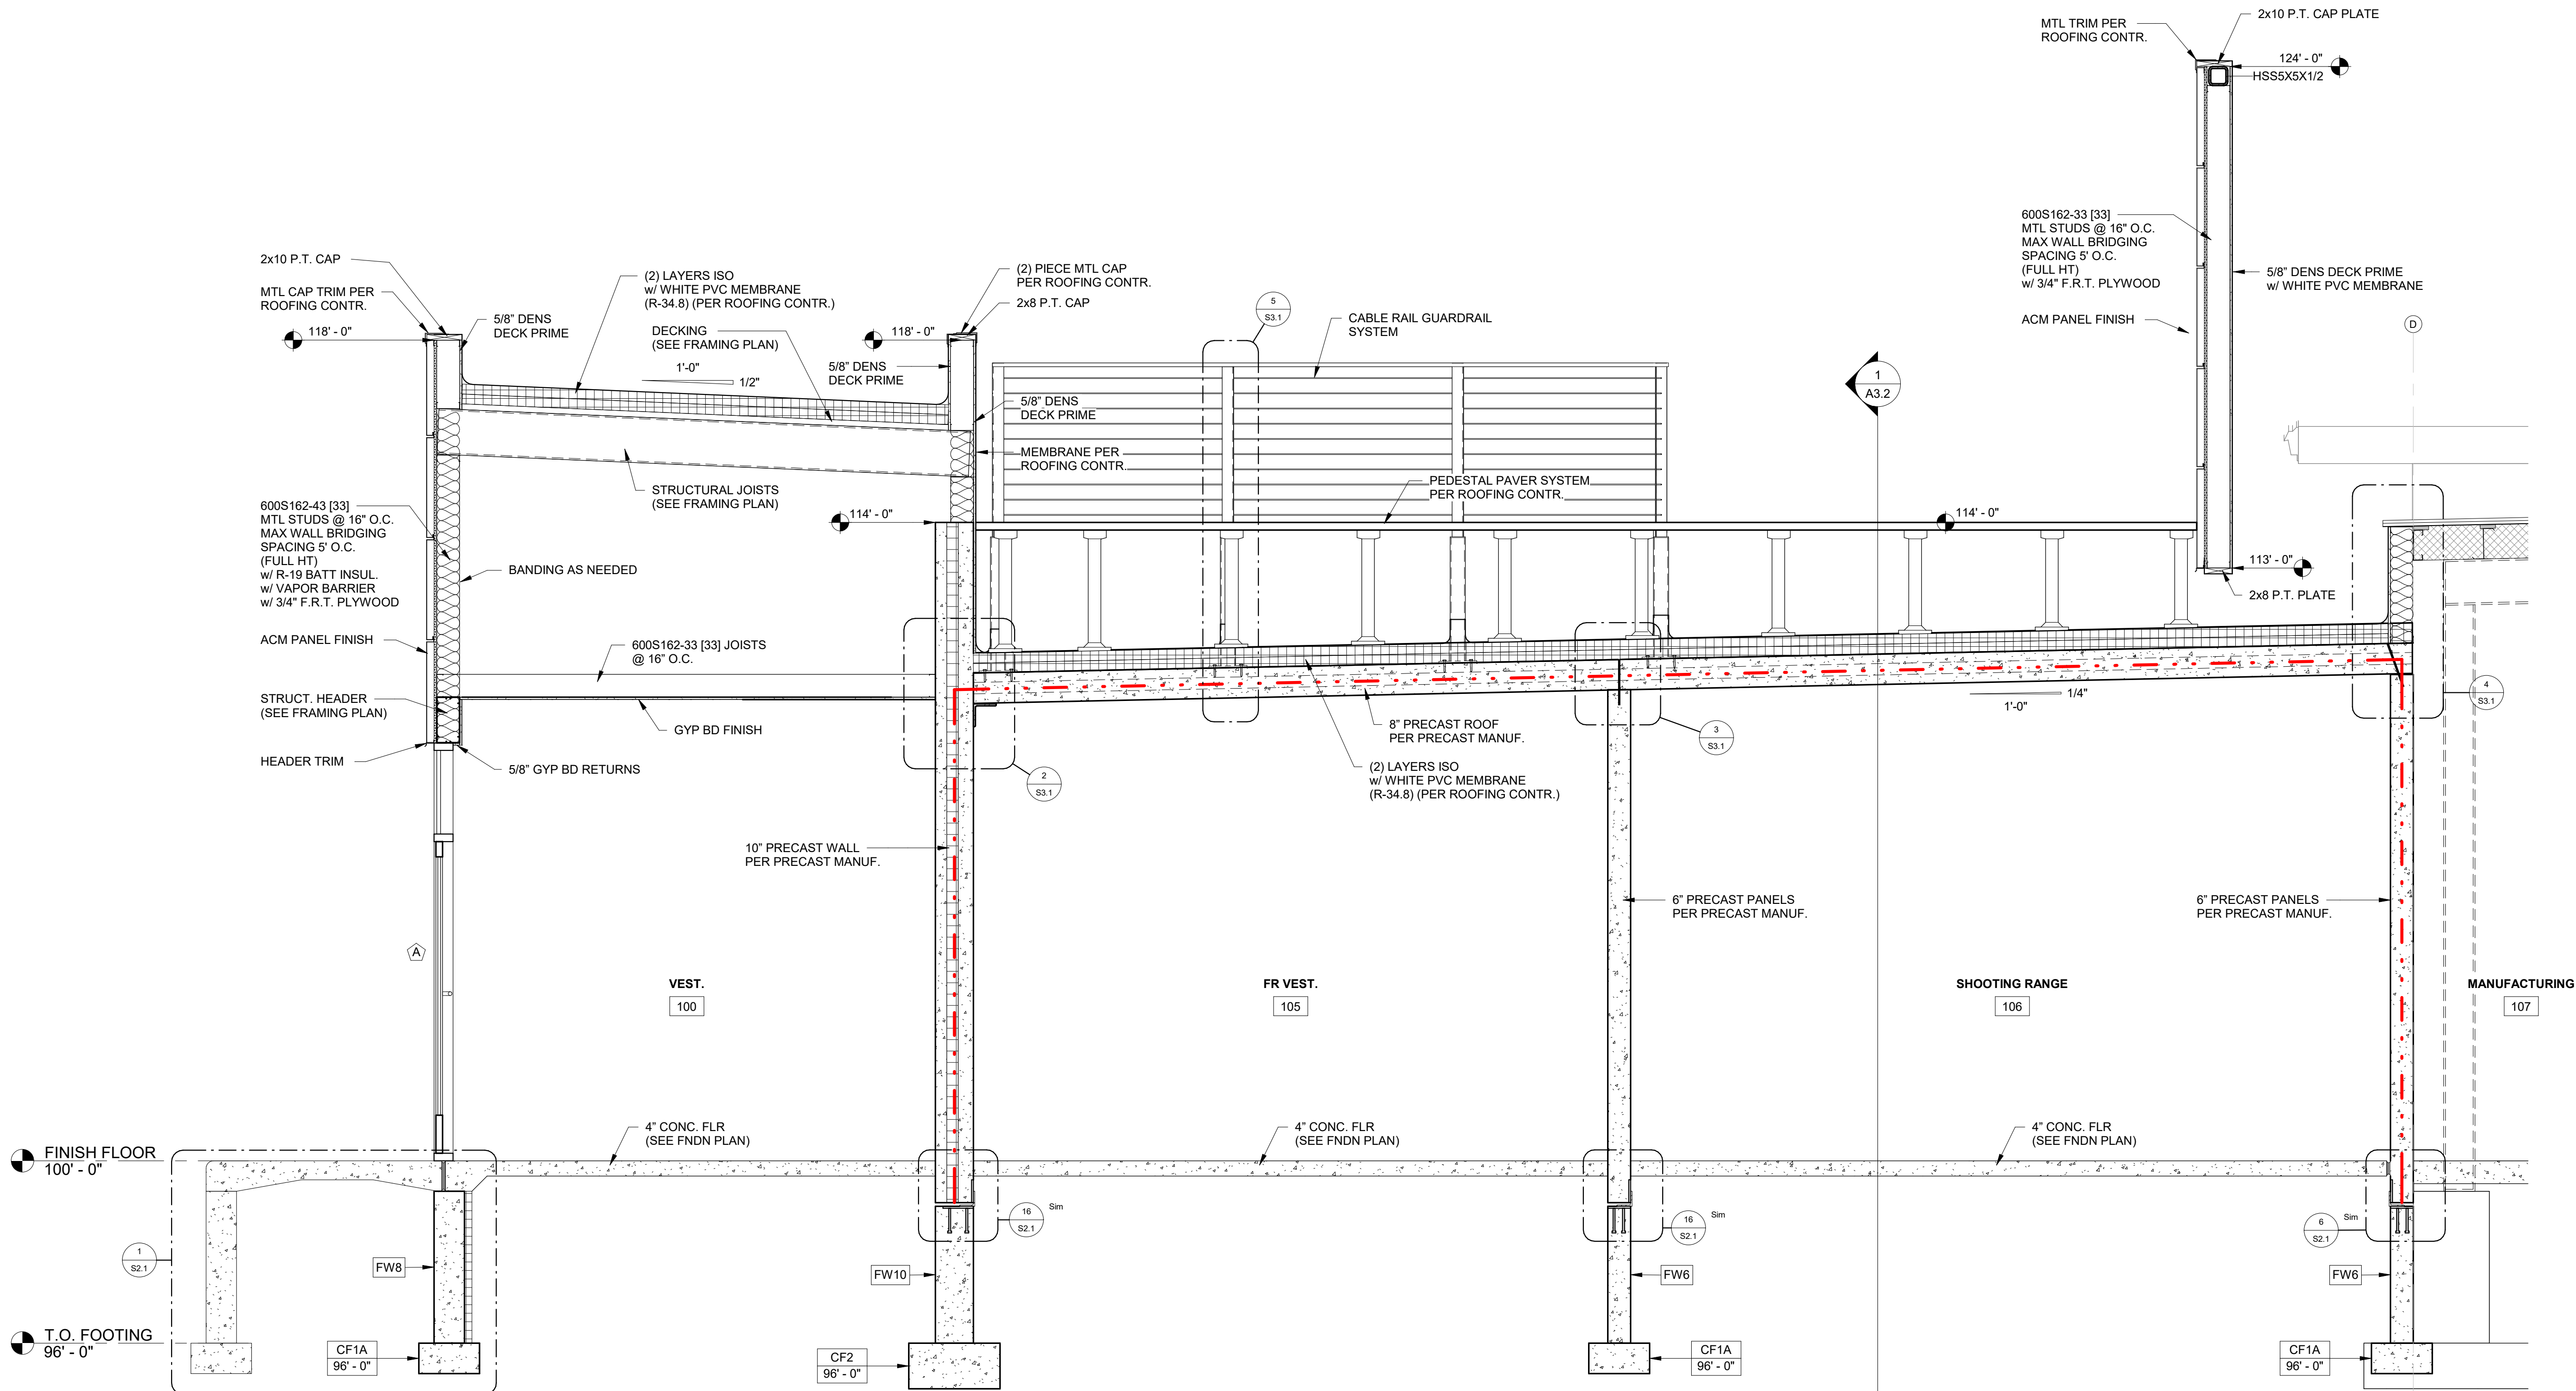 MTL TRIM PER
ROOFING CONTR.
2x10 P.T. CAP PLATE
124' - 0"
HSS5X5X1/2
600S162-33 [33]
MTL STUDS @ 16" O.C.
MAX WALL BRIDGING
SPACING 5' O.C.
(FULL HT)
w/ 3/4" F.R.T. PLYWOOD
5/8" DENS DECK PRIME
w/ WHITE PVC MEMBRANE
ACM PANEL FINISH
D
2x10 P.T. CAP
MTL CAP TRIM PER
ROOFING CONTR.
118' - 0"
5/8" DENS
DECK PRIME
(2) LAYERS ISO
w/ WHITE PVC MEMBRANE
(R-34.8) (PER ROOFING CONTR.)
DECKING
(SEE FRAMING PLAN)
1'-0"
1/2"
118' - 0"
5/8" DENS
DECK PRIME
(2) PIECE MTL CAP
PER ROOFING CONTR.
2x8 P.T. CAP
5
S3.1
CABLE RAIL GUARDRAIL
SYSTEM
1
A3.2
5/8" DENS
DECK PRIME
MEMBRANE PER
ROOFING CONTR.
STRUCTURAL JOISTS
(SEE FRAMING PLAN)
PEDESTAL PAVER SYSTEM
PER ROOFING CONTR.
114' - 0"
114' - 0"
113' - 0"
2x8 P.T. PLATE
600S162-43 [33]
MTL STUDS @ 16" O.C.
MAX WALL BRIDGING
SPACING 5' O.C.
(FULL HT)
w/ R-19 BATT INSUL.
w/ VAPOR BARRIER
w/ 3/4" F.R.T. PLYWOOD
BANDING AS NEEDED
ACM PANEL FINISH
600S162-33 [33] JOISTS
@ 16" O.C.
STRUCT. HEADER
(SEE FRAMING PLAN)
GYP BD FINISH
HEADER TRIM
5/8" GYP BD RETURNS
2
S3.1
8" PRECAST ROOF
PER PRECAST MANUF.
(2) LAYERS ISO
w/ WHITE PVC MEMBRANE
(R-34.8) (PER ROOFING CONTR.)
3
S3.1
1/4"
1'-0"
4
S3.1
10" PRECAST WALL
PER PRECAST MANUF.
6" PRECAST PANELS
PER PRECAST MANUF.
6" PRECAST PANELS
PER PRECAST MANUF.
A
VEST.
100
FR VEST.
105
SHOOTING RANGE
106
MANUFACTURING
107
FINISH FLOOR
100' - 0"
4" CONC. FLR
(SEE FNDN PLAN)
4" CONC. FLR
(SEE FNDN PLAN)
4" CONC. FLR
(SEE FNDN PLAN)
1
S2.1
16
S2.1
Sim
16
S2.1
Sim
6
S2.1
Sim
FW8
FW10
FW6
FW6
T.O. FOOTING
96' - 0"
CF1A
96' - 0"
CF2
96' - 0"
CF1A
96' - 0"
CF1A
96' - 0"